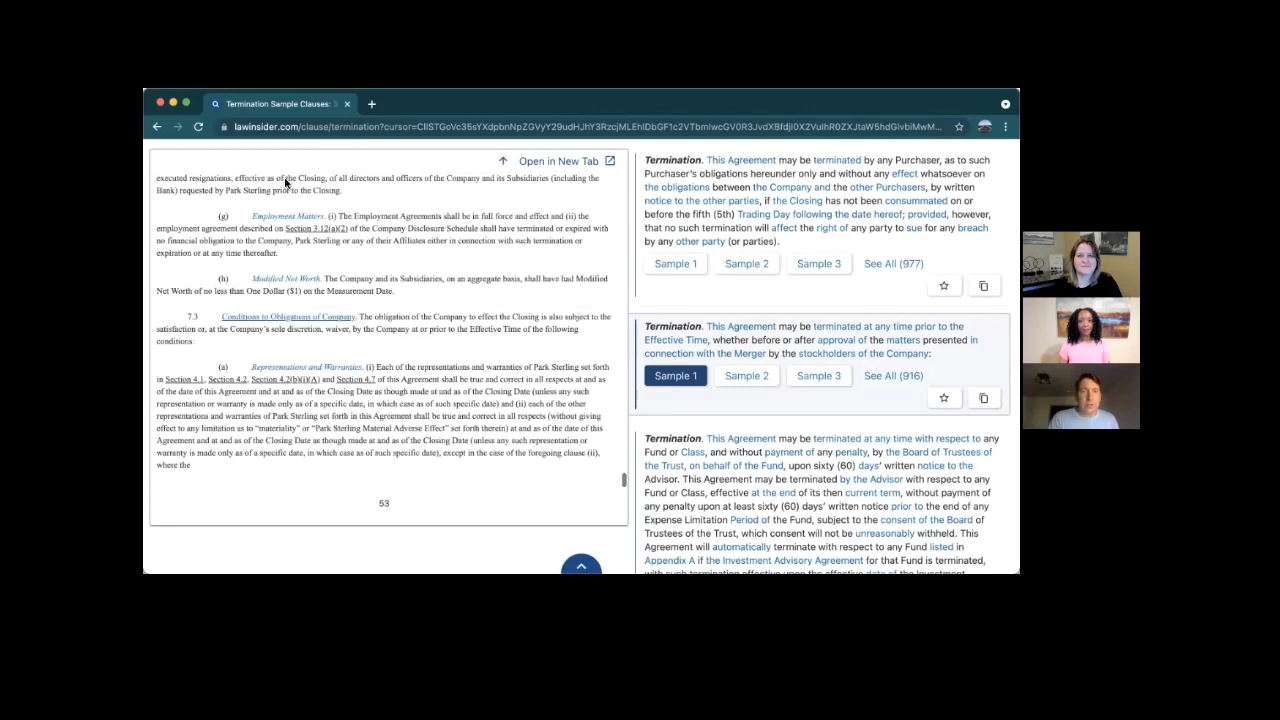 Termination Sample Clauses:
lawinsider.com/clause/termination?cursor=
Open in New Tab
executed resignations, effective as of the Closing, of all directors and officers of the Company and its Subsidiaries (including the
Bank) requested by Park Sterling prior to the Closing.
(g) Employment Matters. (i) The Employment Agreements shall be in full force and effect and (ii) the
employment agreement described on Section 3.12(a)(2) of the Company Disclosure Schedule shall have terminated or expired with
no financial obligation to the Company, Park Sterling or any of their Affiliates either in connection with such termination or
expiration or at any time thereafter.
(h) Modified Net Worth. The Company and its Subsidiaries, on an aggregate basis, shall have had Modified
Net Worth of no less than One Dollar ($1) on the Measurement Date.
7.3 Conditions to Obligations of Company. The obligation of the Company to effect the Closing is also subject to the
satisfaction or, at the Company's sole discretion, waiver, by the Company at or prior to the Effective Time of the following
conditions:
(a) Representations and Warranties. (i) Each of the representations and warranties of Park Sterling set forth
in Section 4.1, Section 4.2, Section 4.2(b)(i)(A) and Section 4.7 of this Agreement shall be true and correct in all respects at and as
of the date of this Agreement and at and as of the Closing Date as though made at and as of the Closing Date (unless any such
representation or warranty is made only as of a specific date, in which case as of such specific date) and (ii) each of the other
representations and warranties of Park Sterling set forth in this Agreement shall be true and correct in all respects (without giving
effect to any limitation as to “materiality” or “Park Sterling Material Adverse Effect” set forth therein) at and as of the date of this
Agreement and at and as of the Closing Date as though made at and as of the Closing Date (unless any such representation or
warranty is made only as of a specific date, in which case as of such specific date), except in the case of the foregoing clause (ii),
where the
53
Termination. This Agreement may be terminated by any Purchaser, as to such
Purchaser's obligations hereunder only and without any effect whatsoever on
the obligations between the Company and the other Purchasers, by written
notice to the other parties, if the Closing has not been consummated on or
before the fifth (5th) Trading Day following the date hereof; provided, however,
that no such termination will affect the right of any party to sue for any breach
by any other party (or parties).
Sample 1 Sample 2 Sample 3 See All (977)
Termination. This Agreement may be terminated at any time prior to the
Effective Time, whether before or after approval of the matters presented in
connection with the Merger by the stockholders of the Company:
Sample 1 Sample 2 Sample 3 See All (916)
Termination. This Agreement may be terminated at any time with respect to any
Fund or Class, and without payment of any penalty, by the Board of Trustees of
the Trust, on behalf of the Fund, upon sixty (60) days' written notice to the
Advisor. This Agreement may be terminated by the Advisor with respect to any
Fund or Class, effective at the end of its then current term, without payment of
any penalty upon at least sixty (60) days' written notice prior to the end of any
Expense Limitation Period of the Fund, subject to the consent of the Board of
Trustees of the Trust, which consent will not be unreasonably withheld. This
Agreement will automatically terminate with respect to any Fund listed in
Appendix A if the Investment Advisory Agreement for that Fund is terminated,
with such termination effective upon the effective date of the Investment